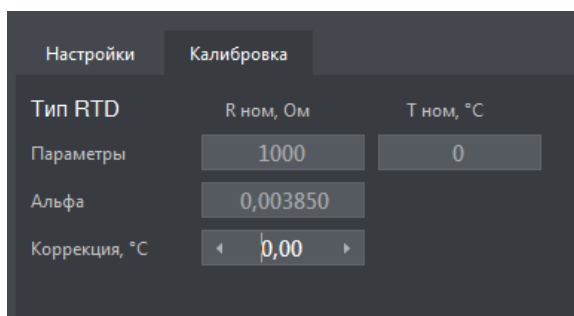 Настройки Калибровка
Тип RTD R ном, Ом T ном, °C
Параметры 1000 0
Альфа 0,003850
Коррекция, °C 0,00